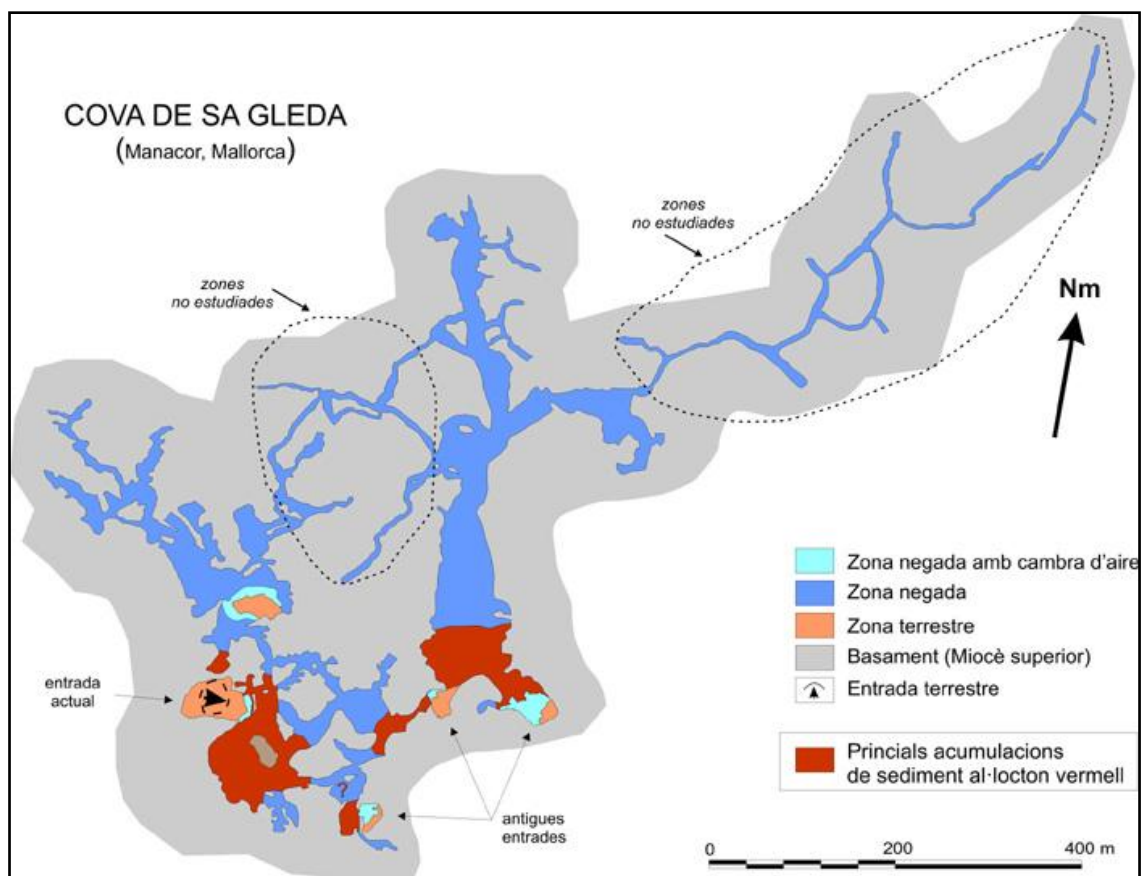 COVA DE SA GLEDA
(Manacor, Mallorca)
zones
no estudiades
zones
no estudiades
Nm
Zona negada amb cambra d'aire
Zona negada
Zona terrestre
Basament (Miocè superior)
Entrada terrestre
entrada
actual
Princials acumulacions
de sediment al·locton vermell
?
antigues
entrades
0 200 400 m